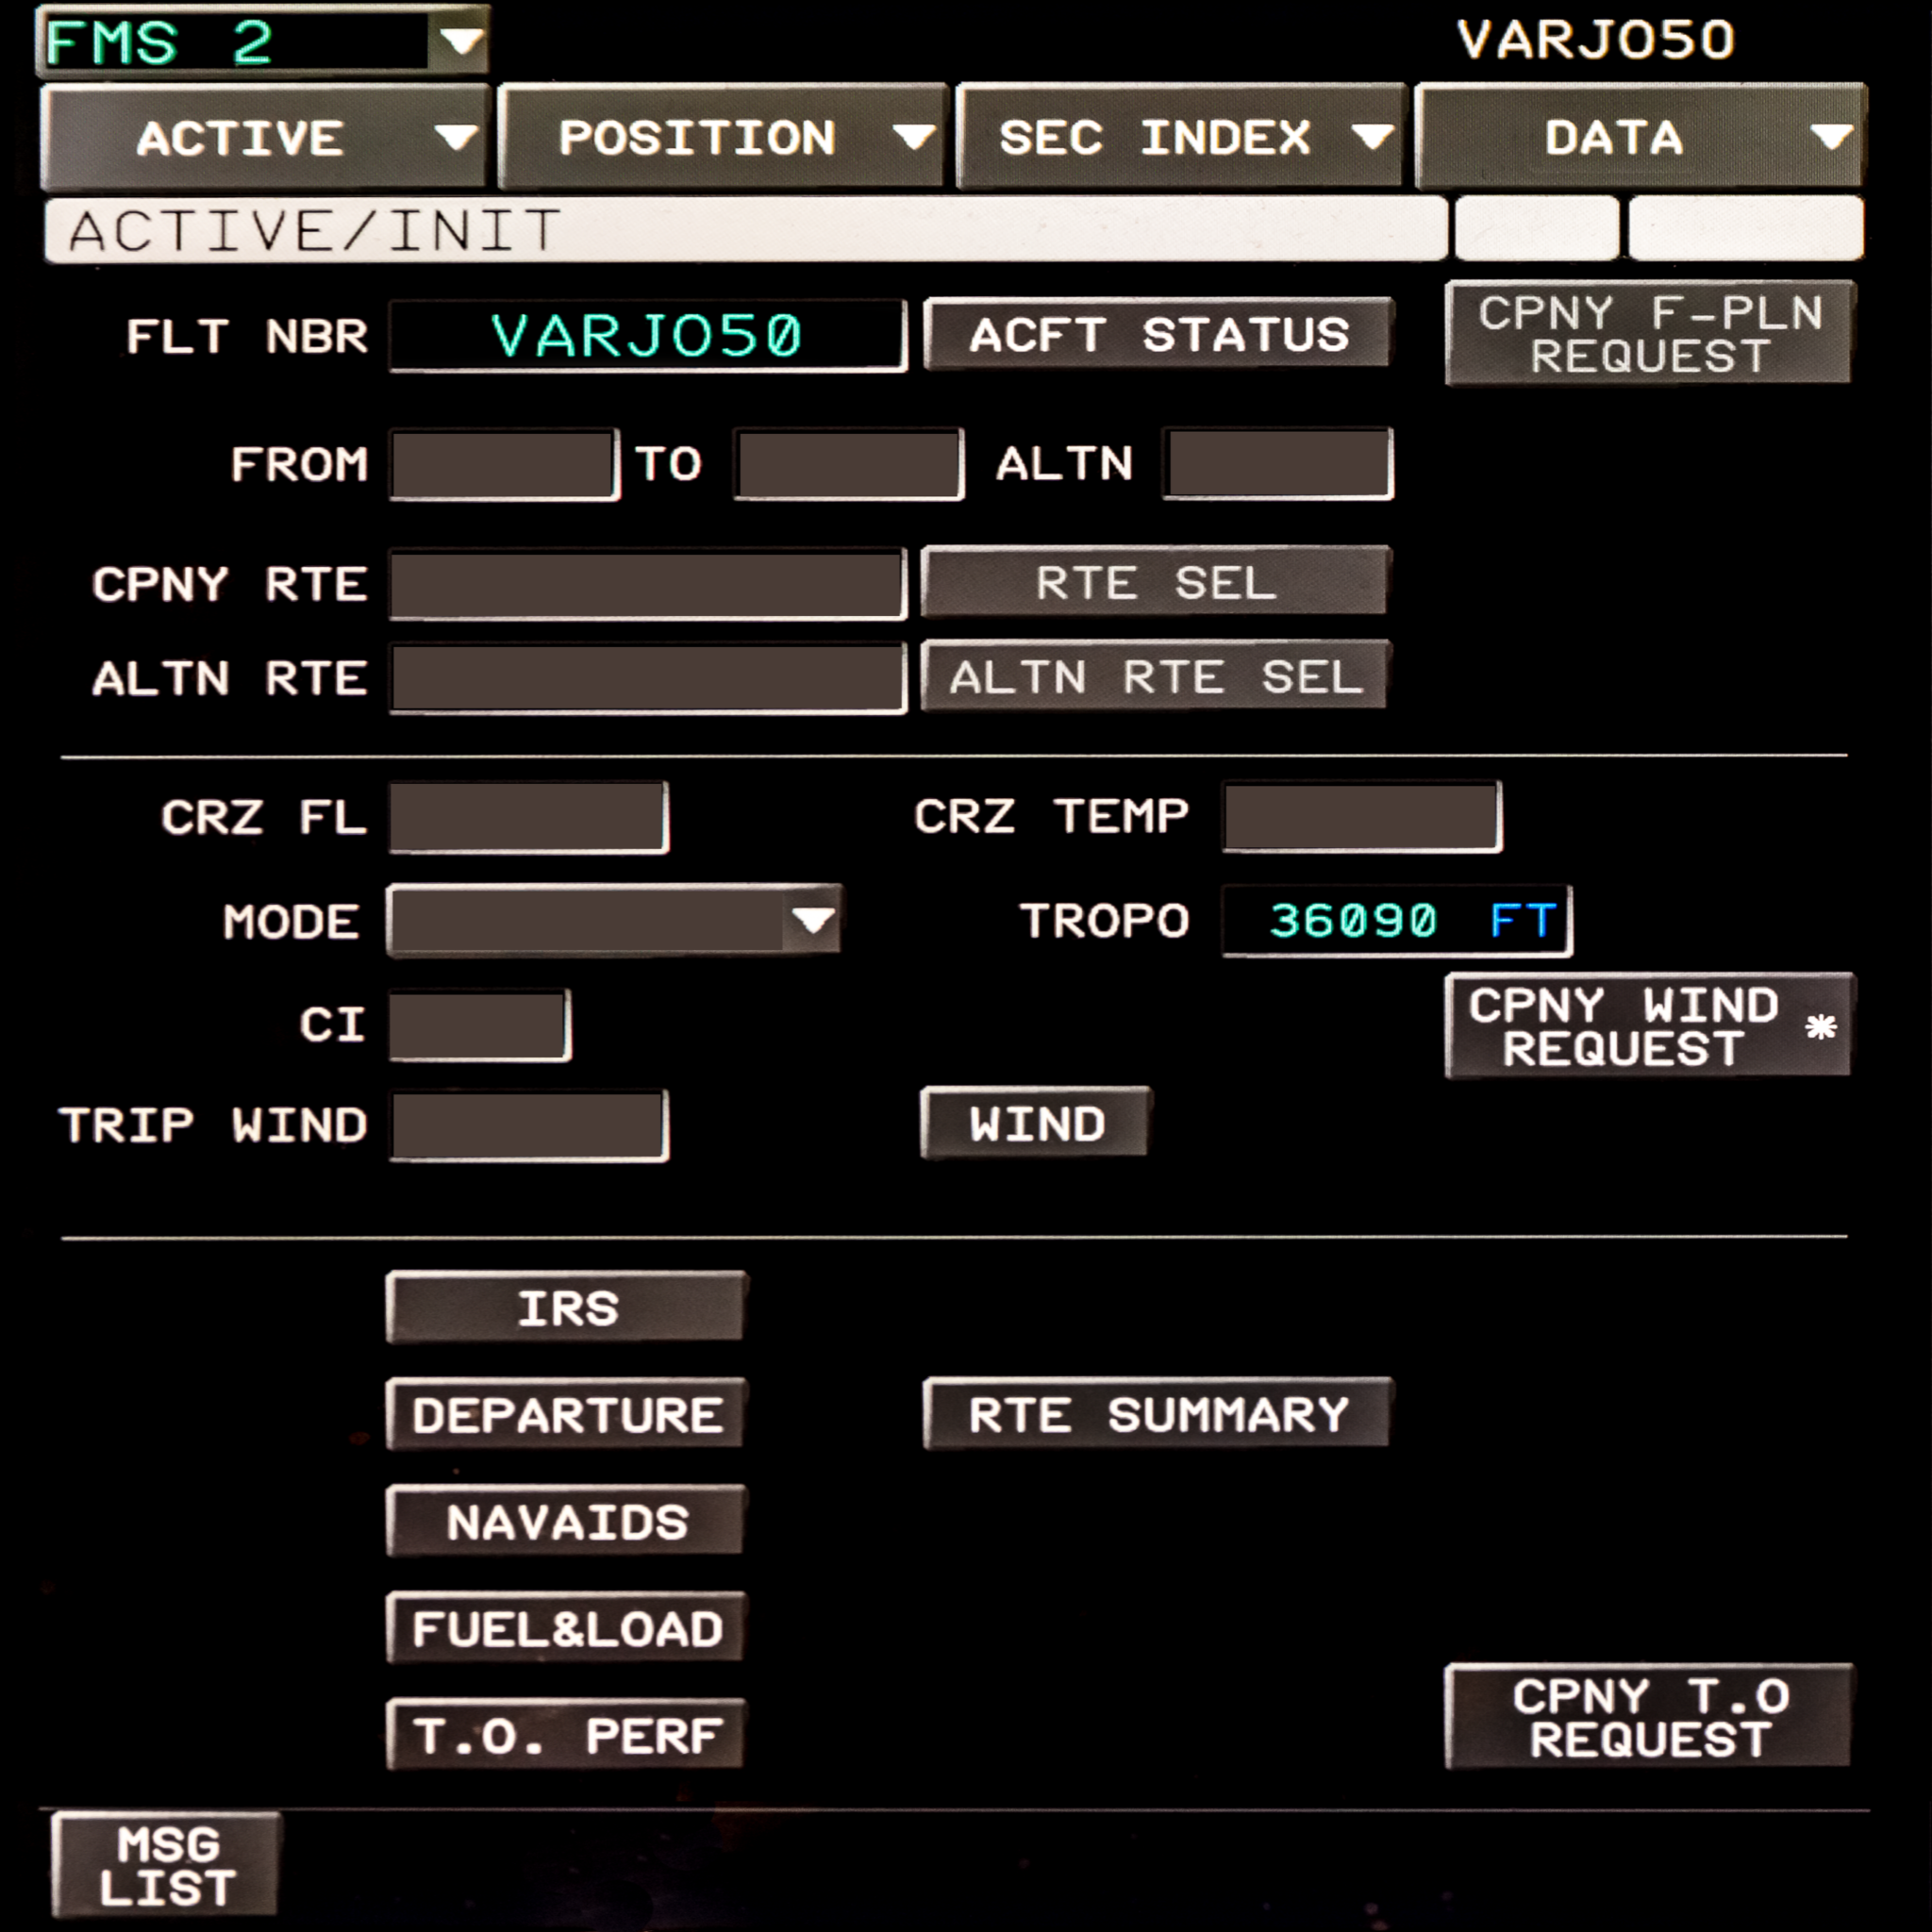 FMS 2
VARJO50
ACTIVE POSITION SEC INDEX DATA
ACTIVE/INIT
FLT NBR VARJO50 ACFT STATUS
CPNY F-PLN
REQUEST
FROM TO ALTN
CPNY RTE RTE SEL
ALTN RTE ALTN RTE SEL
CRZ FL CRZ TEMP
MODE TROPO 36090 FT
CI
CPNY WIND
REQUEST *
TRIP WIND WIND
IRS
DEPARTURE RTE SUMMARY
NAVAIDS
FUEL&LOAD
T.O. PERF
CPNY T.O
REQUEST
MSG
LIST